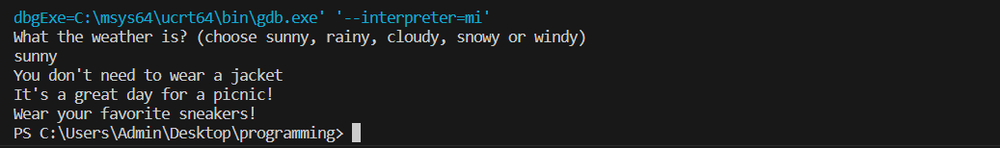 dbgExe=C:\msys64\ucrt64\bin\gdb.exe' '--interpreter=mi'
What the weather is? (choose sunny, rainy, cloudy, snowy or windy)
sunny
You don't need to wear a jacket
It's a great day for a picnic!
Wear your favorite sneakers!
PS C:\Users\Admin\Desktop\programming>